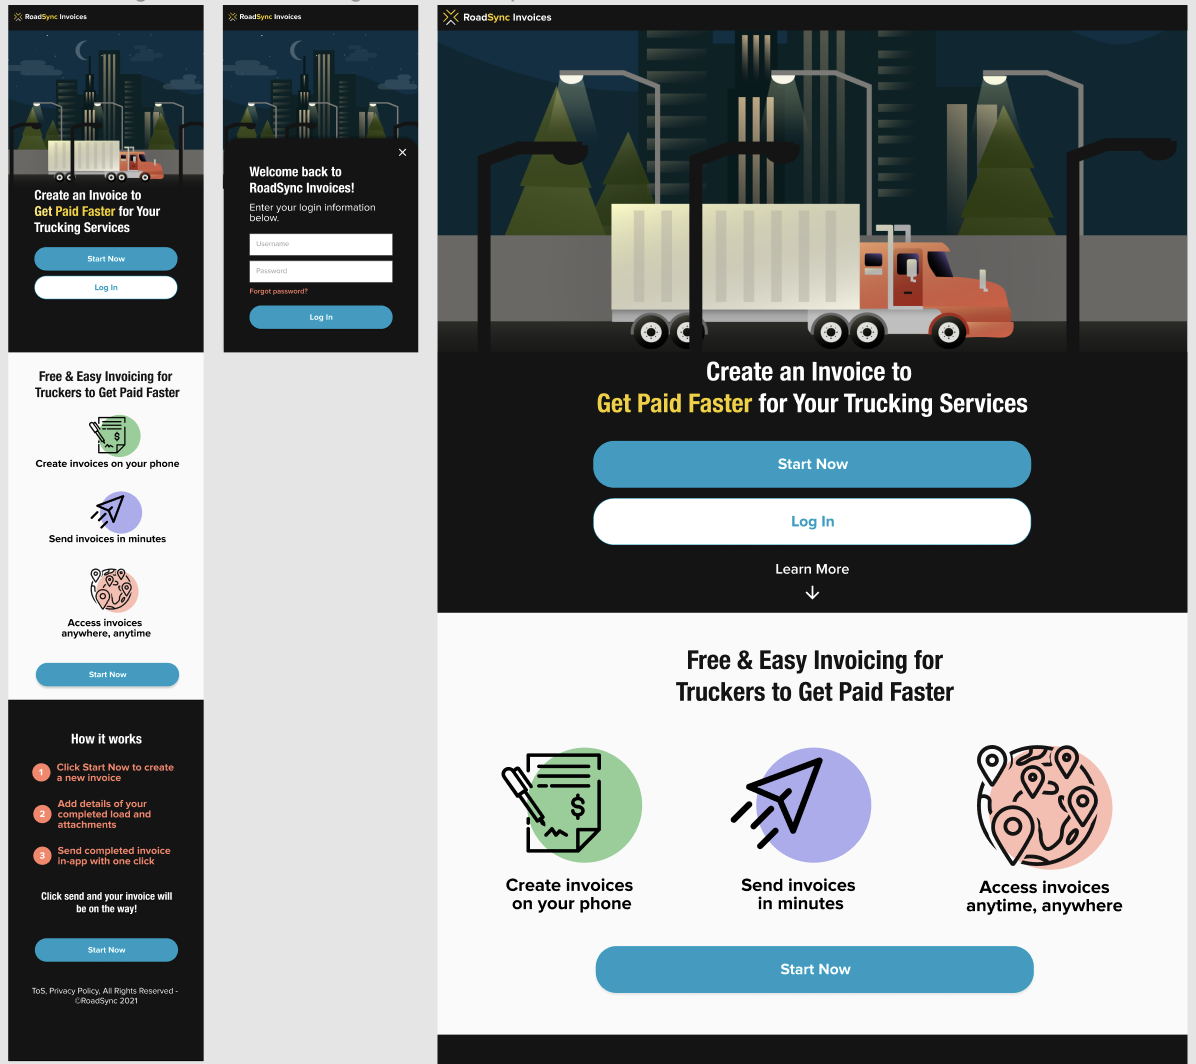 RoadSync Invoices
Create an Invoice to
Get Paid Faster for Your
Trucking Services
Start Now
Log In
Free & Easy Invoicing for
Truckers to Get Paid Faster
$
Create invoices on your phone
Send invoices in minutes
Access invoices
anywhere, anytime
Start Now
How it works
1 Click Start Now to create
a new invoice
2 Add details of your
completed load and
attachments
3 Send completed invoice
in-app with one click
Click send and your invoice will
be on the way!
Start Now
ToS, Privacy Policy, All Rights Reserved -
©RoadSync 2021
RoadSync Invoices
Welcome back to
RoadSync Invoices!
Enter your login information
below.
Username
Password
Forgot password?
Log In
RoadSync Invoices
Create an Invoice to
Get Paid Faster for Your Trucking Services
Start Now
Log In
Learn More
Free & Easy Invoicing for
Truckers to Get Paid Faster
$
Create invoices
on your phone
Send invoices
in minutes
Access invoices
anytime, anywhere
Start Now